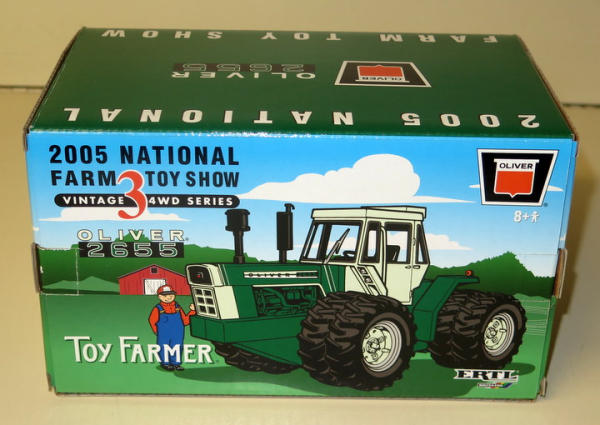 FARM TOY SHOW
OLIVER
2655
OLIVER
2005 NATIONAL
2005 NATIONAL
FARM 3 TOY SHOW
VINTAGE 4WD SERIES
OLIVER
2655
OLIVER
8+
OLIVER
TOY FARMER
ERTL